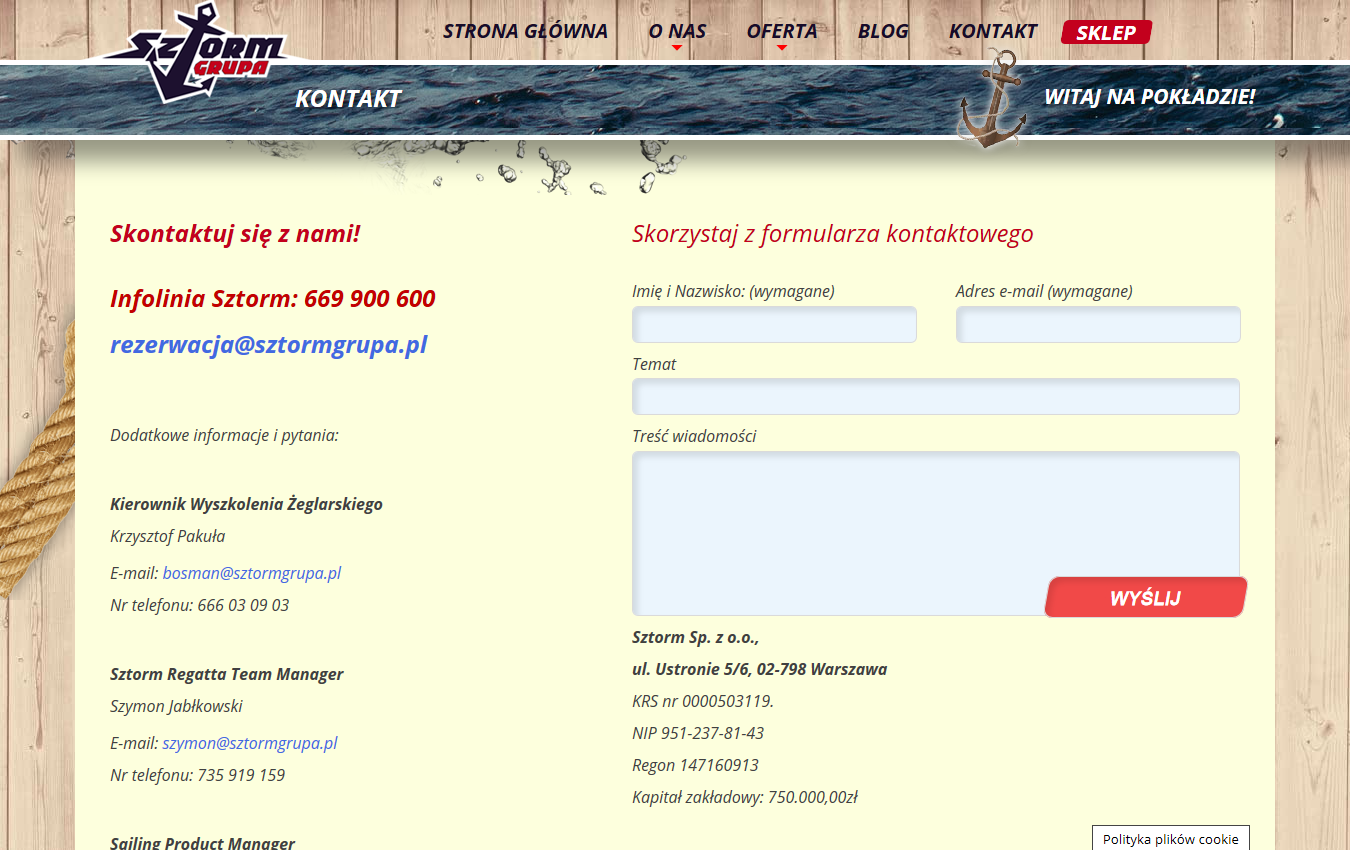 SZTORM
GRUPA
STRONA GŁÓWNA
O NAS
OFERTA
BLOG
KONTAKT
SKLEP
KONTAKT
WITAJ NA POKŁADZIE!
Skontaktuj się z nami!
Infolinia Sztorm: 669 900 600
rezerwacja@sztormgrupa.pl
Dodatkowe informacje i pytania:
Kierownik Wyszkolenia Żeglarskiego
Krzysztof Pakuła
E-mail: bosman@sztormgrupa.pl
Nr telefonu: 666 03 09 03
Sztorm Regatta Team Manager
Szymon Jabłkowski
E-mail: szymon@sztormgrupa.pl
Nr telefonu: 735 919 159
Sailing Product Manager
Skorzystaj z formularza kontaktowego
Imię i Nazwisko: (wymagane)
Adres e-mail (wymagane)
Temat
Treść wiadomości
WYŚLIJ
Sztorm Sp. z o.o.,
ul. Ustronie 5/6, 02-798 Warszawa
KRS nr 0000503119.
NIP 951-237-81-43
Regon 147160913
Kapitał zakładowy: 750.000,00zł
Polityka plików cookie